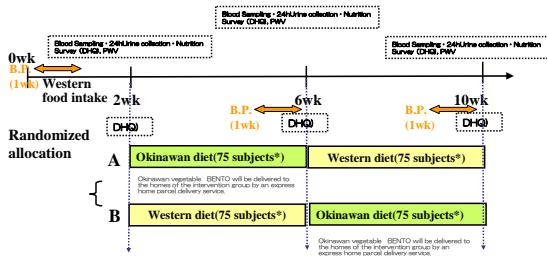 Blood Sampling・24hUrine collection・Nutrition
Survey (DHQ), PWV
Blood Sampling・24hUrine collection・Nutrition
Survey (DHQ), PWV
Blood Sampling・24hUrine collection・Nutrition
Survey (DHQ), PWV
0wk
B.P.
(1wk)
Western
food intake
2wk
B.P.
(1wk)
6wk
B.P.
(1wk)
10wk
DHQ)
DHQ)
DHQ)
Randomized
allocation
A
Okinawan diet(75 subjects*)
Western diet(75 subjects*)
Okinawan vegetable BENTO will be delivered to
the homes of the intervention group by an express
home parcel delivery service.
B
Western diet(75 subjects*)
Okinawan diet(75 subjects*)
Okinawan vegetable BENTO will be delivered to
the homes of the intervention group by an
express home parcel delivery service.